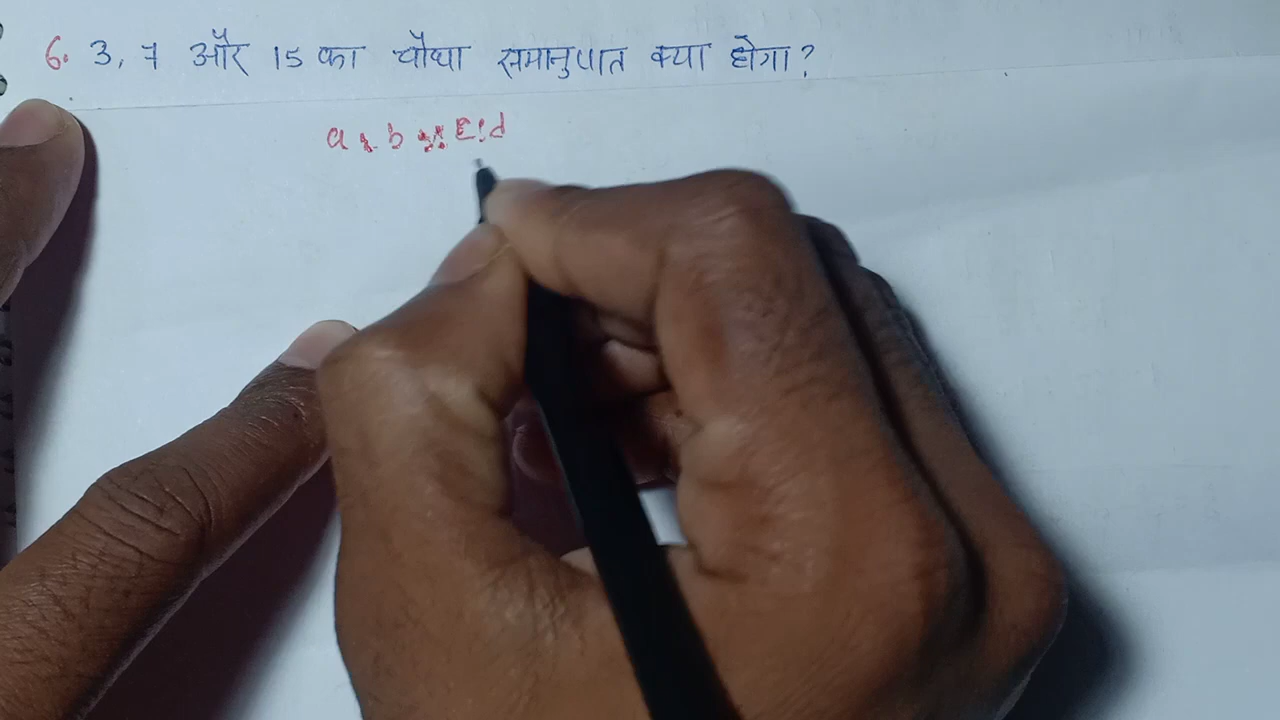 6. 3, 7 और 15 का चौथा समानुपात क्या होगा?
a : b :: c : d